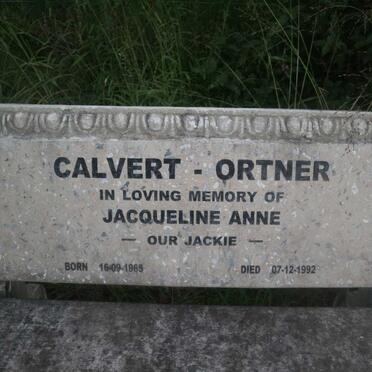 CALVERT - ORTNER
IN LOVING MEMORY OF
JACQUELINE ANNE
— OUR JACKIE —
BORN 16-09-1965 DIED 07-12-1992